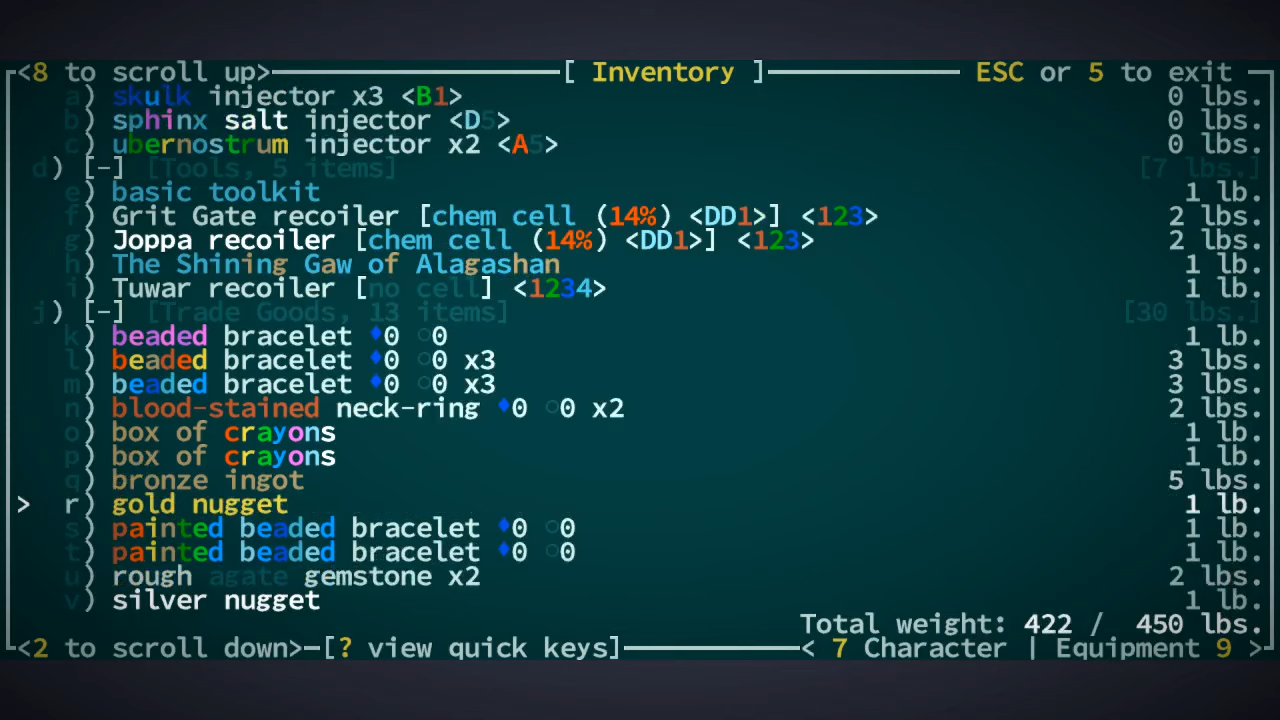 <8 to scroll up> [ Inventory ] ESC or 5 to exit
a) skulk injector x3 <B1> 0 lbs.
b) sphinx salt injector <D5> 0 lbs.
c) ubernostrum injector x2 <A5> 0 lbs.
d) [-] [Tools, 5 items] [7 lbs.]
e) basic toolkit 1 lb.
f) Grit Gate recoiler [chem cell (14%) <DD1>] <123> 2 lbs.
g) Joppa recoiler [chem cell (14%) <DD1>] <123> 2 lbs.
h) The Shining Gaw of Alagashan 1 lb.
i) Tuwar recoiler [no cell] <1234> 1 lb.
j) [-] [Trade Goods, 13 items] [30 lbs.]
k) beaded bracelet ♦0 ○0 1 lb.
l) beaded bracelet ♦0 ○0 x3 3 lbs.
m) beaded bracelet ♦0 ○0 x3 3 lbs.
n) blood-stained neck-ring ♦0 ○0 x2 2 lbs.
o) box of crayons 1 lb.
p) box of crayons 1 lb.
q) bronze ingot 5 lbs.
> r) gold nugget 1 lb.
s) painted beaded bracelet ♦0 ○0 1 lb.
t) painted beaded bracelet ♦0 ○0 1 lb.
u) rough agate gemstone x2 2 lbs.
v) silver nugget 1 lb.
Total weight: 422 / 450 lbs.
<2 to scroll down> [? view quick keys] < 7 Character | Equipment 9 >